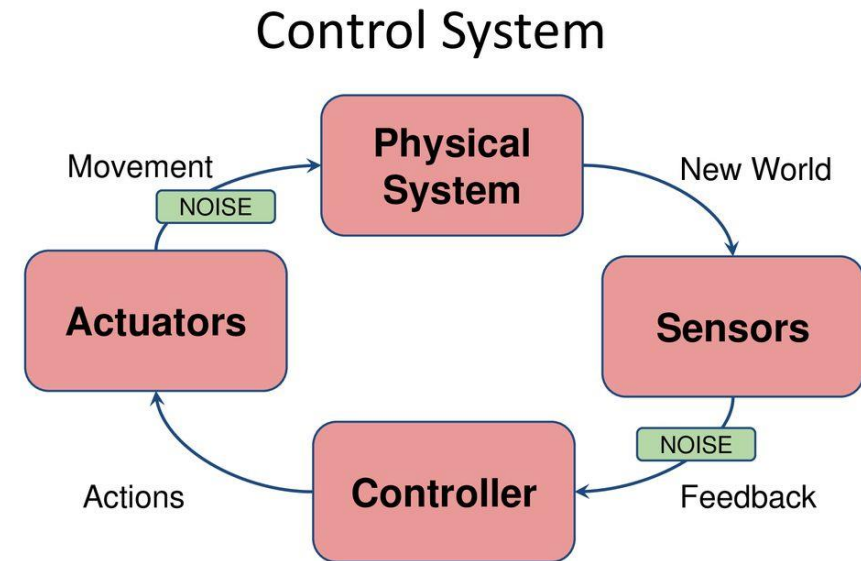 Control System
Physical
System
Movement
New World
NOISE
Actuators
Sensors
NOISE
Controller
Actions
Feedback